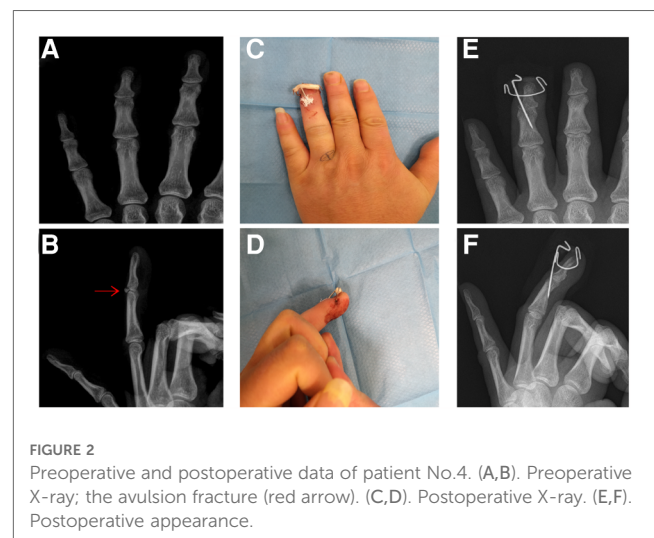 A
C
E
B
D
F
FIGURE 2
Preoperative and postoperative data of patient No.4. (A,B). Preoperative
X-ray; the avulsion fracture (red arrow). (C,D). Postoperative X-ray. (E,F).
Postoperative appearance.